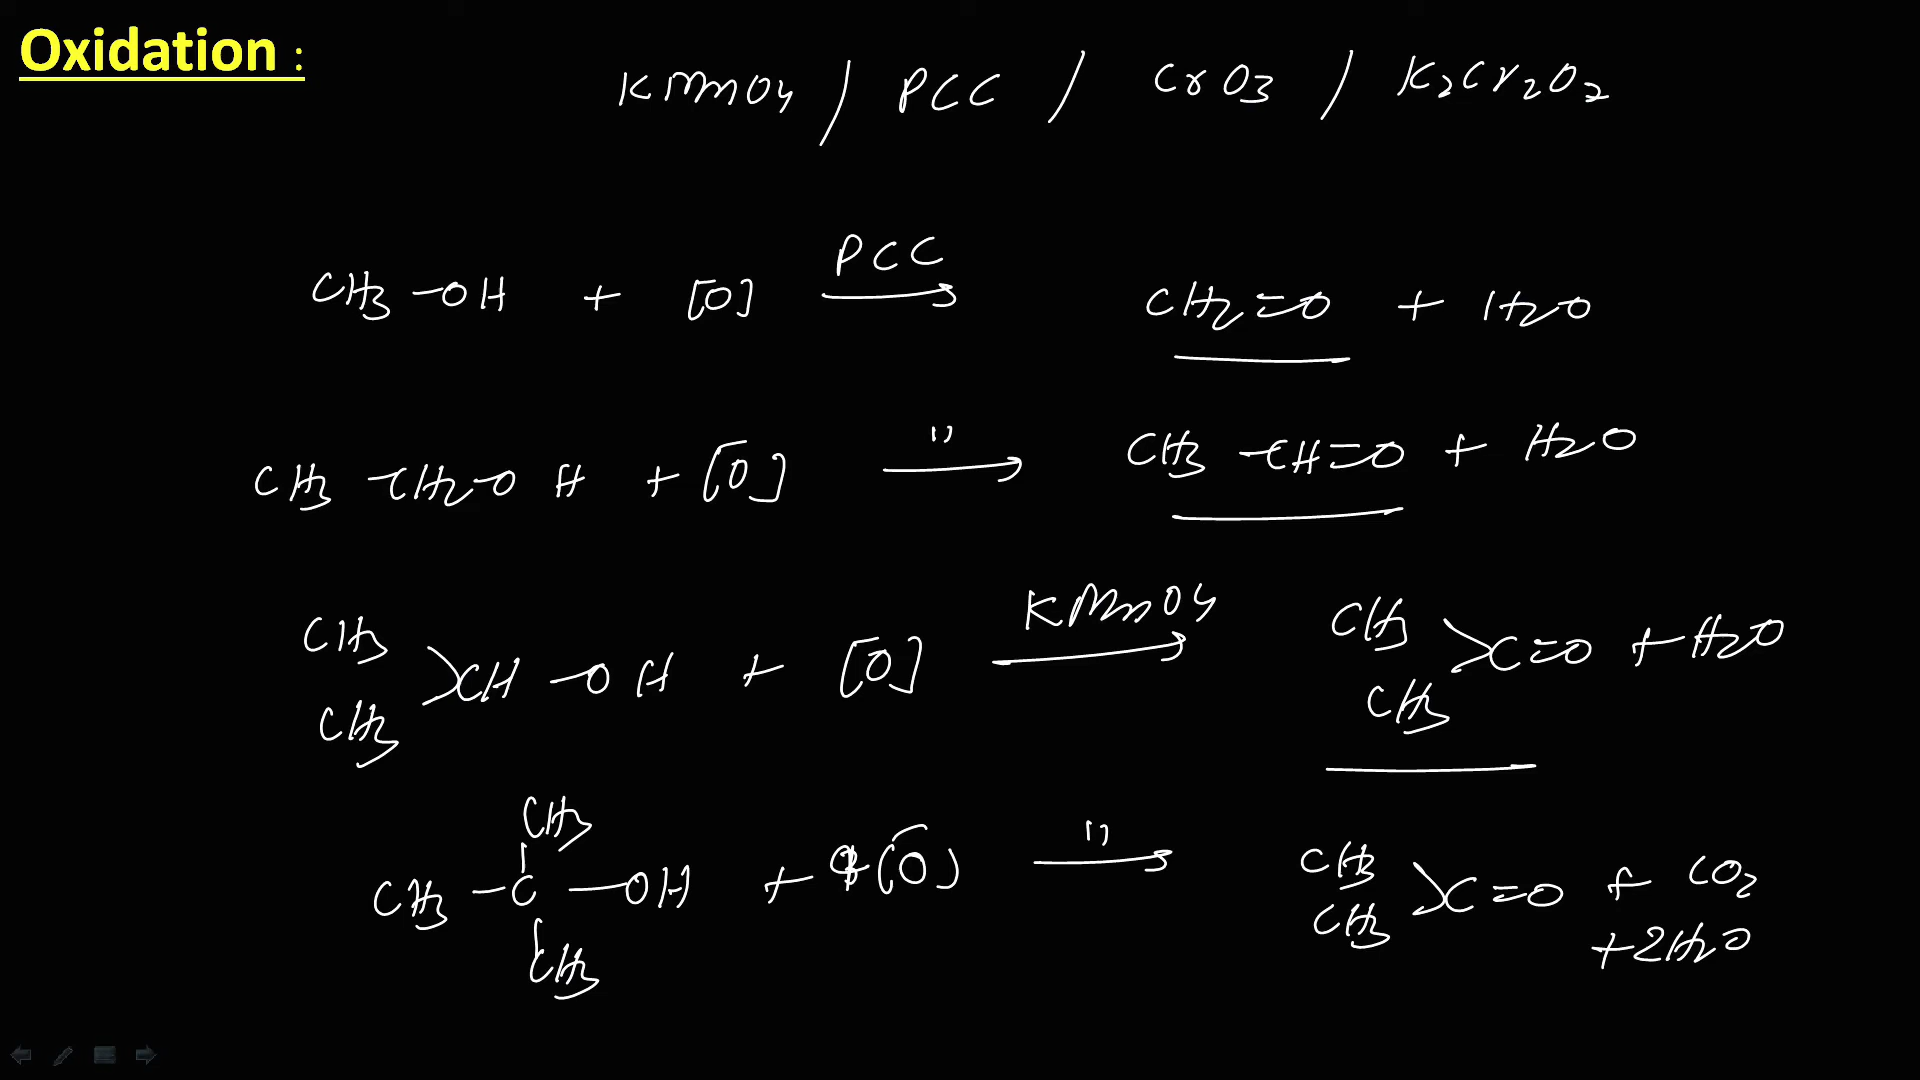 Oxidation :
KMnO4 / PCC / CrO3 / K2Cr2O2
CH3-OH + [O] PCC → CH2=O + H2O
CH3-CH2-OH + [O] " → CH3-CH=O + H2O
CH3
CH3 >CH-OH + [O] KMnO4 → CH3
CH3 >C=O + H2O
CH3
CH3-C-OH + (O) " → CH3
CH3 >C=O + CO2
CH3
+2H2O